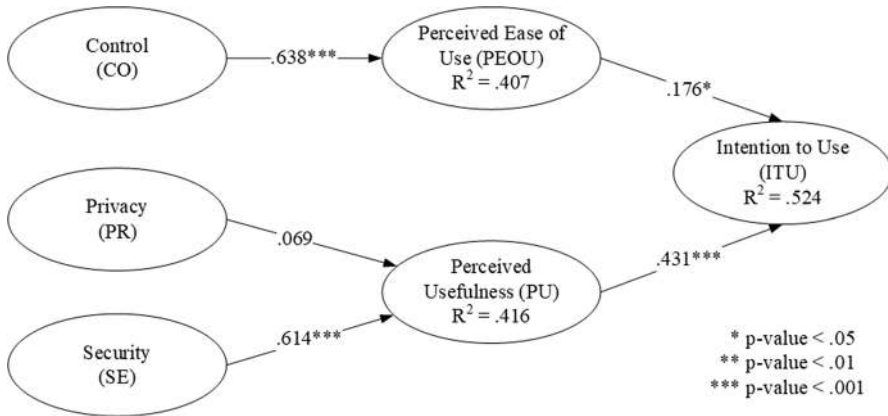 Control
(CO)
.638***
Perceived Ease of
Use (PEOU)
R² = .407
.176*
Intention to Use
(ITU)
R² = .524
Privacy
(PR)
.069
Perceived
Usefulness (PU)
R² = .416
.431***
Security
(SE)
.614***
* p-value < .05
** p-value < .01
*** p-value < .001